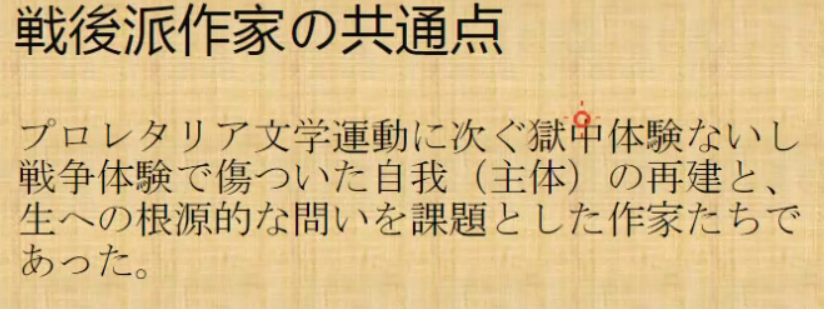 戦後派作家の共通点
プロレタリア文学運動に次ぐ獄中体験ないし
戦争体験で傷ついた自我（主体）の再建と、
生への根源的な問いを課題とした作家たちで
あった。